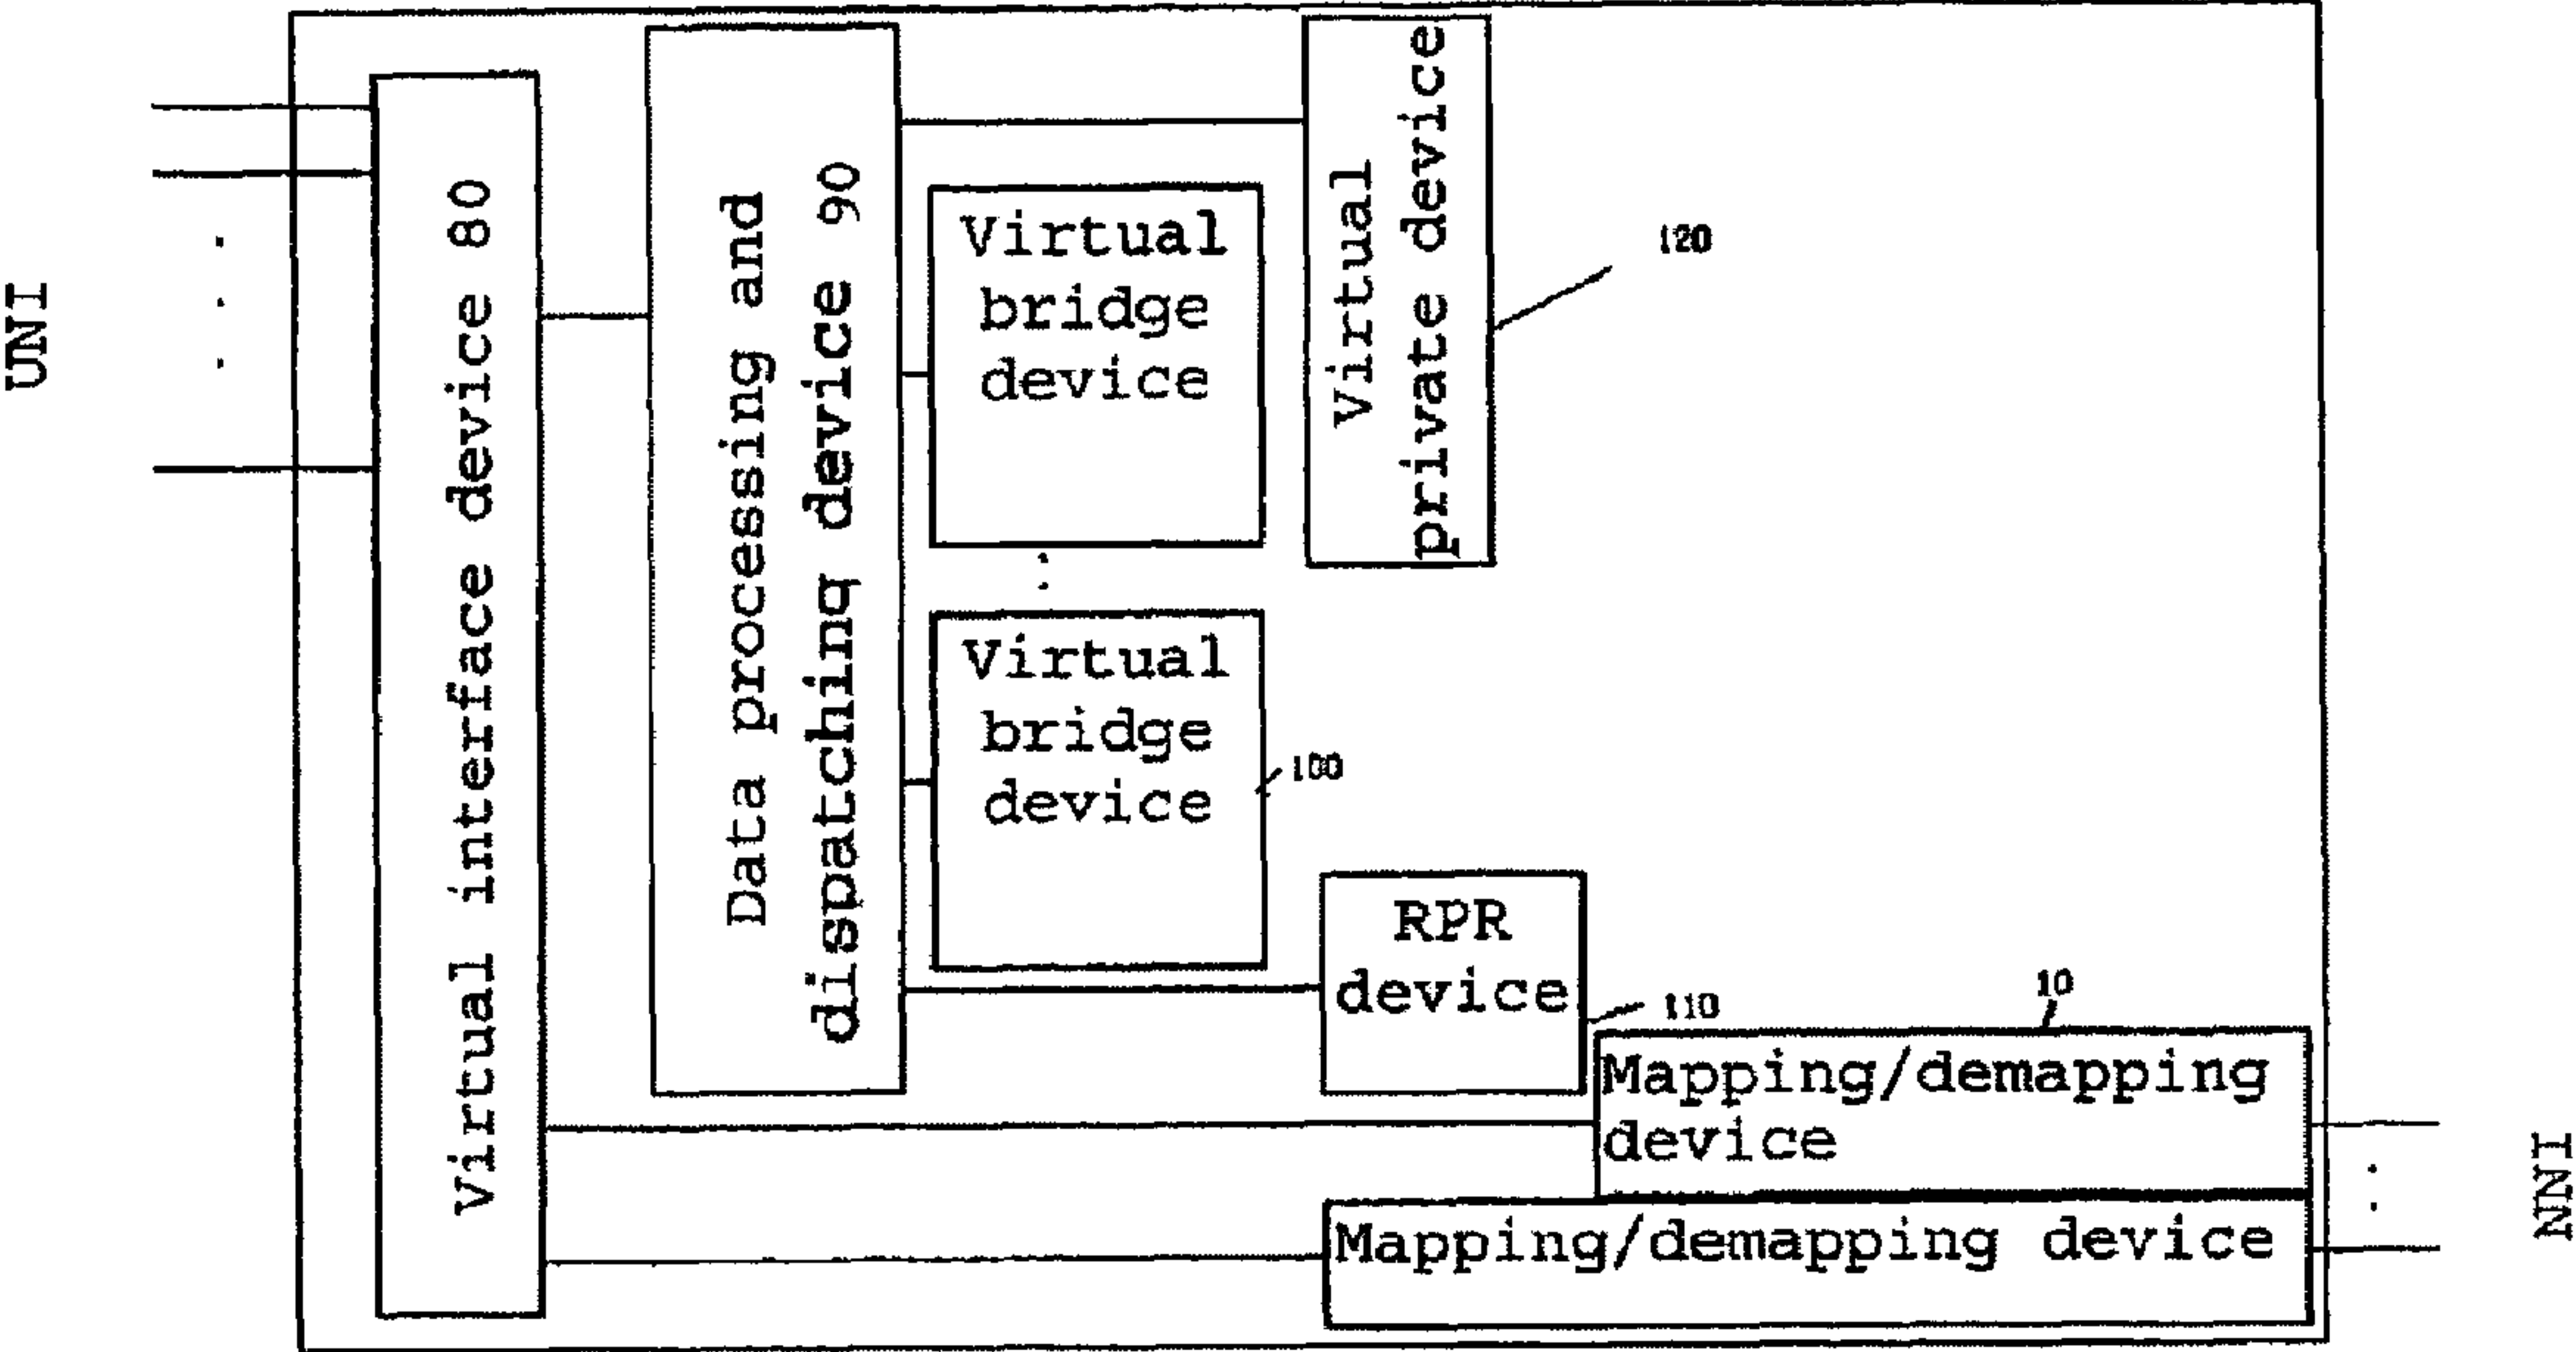 UNI
Virtual interface device 80
Data processing and
dispatching device 90
Virtual
bridge
device
Virtual
private device
120
Virtual
bridge
device
100
RPR
device
110
10
Mapping/demapping
device
Mapping/demapping device
NNI